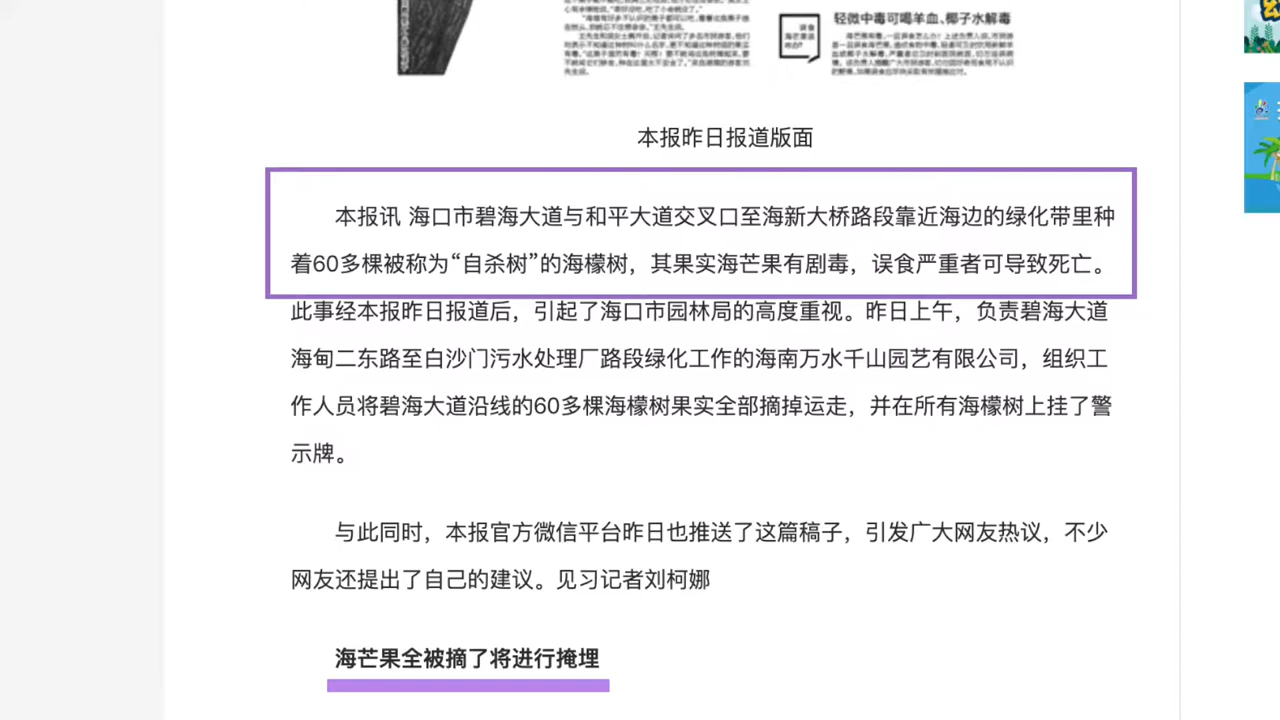 轻微中毒可喝羊血、椰子水解毒
本报昨日报道版面
本报讯 海口市碧海大道与和平大道交叉口至海新大桥路段靠近海边的绿化带里种
着60多棵被称为“自杀树”的海檬树，其果实海芒果有剧毒，误食严重者可导致死亡。
此事经本报昨日报道后，引起了海口市园林局的高度重视。昨日上午，负责碧海大道
海甸二东路至白沙门污水处理厂路段绿化工作的海南万水千山园艺有限公司，组织工
作人员将碧海大道沿线的60多棵海檬树果实全部摘掉运走，并在所有海檬树上挂了警
示牌。
与此同时，本报官方微信平台昨日也推送了这篇稿子，引发广大网友热议，不少
网友还提出了自己的建议。见习记者刘柯娜
海芒果全被摘了将进行掩埋